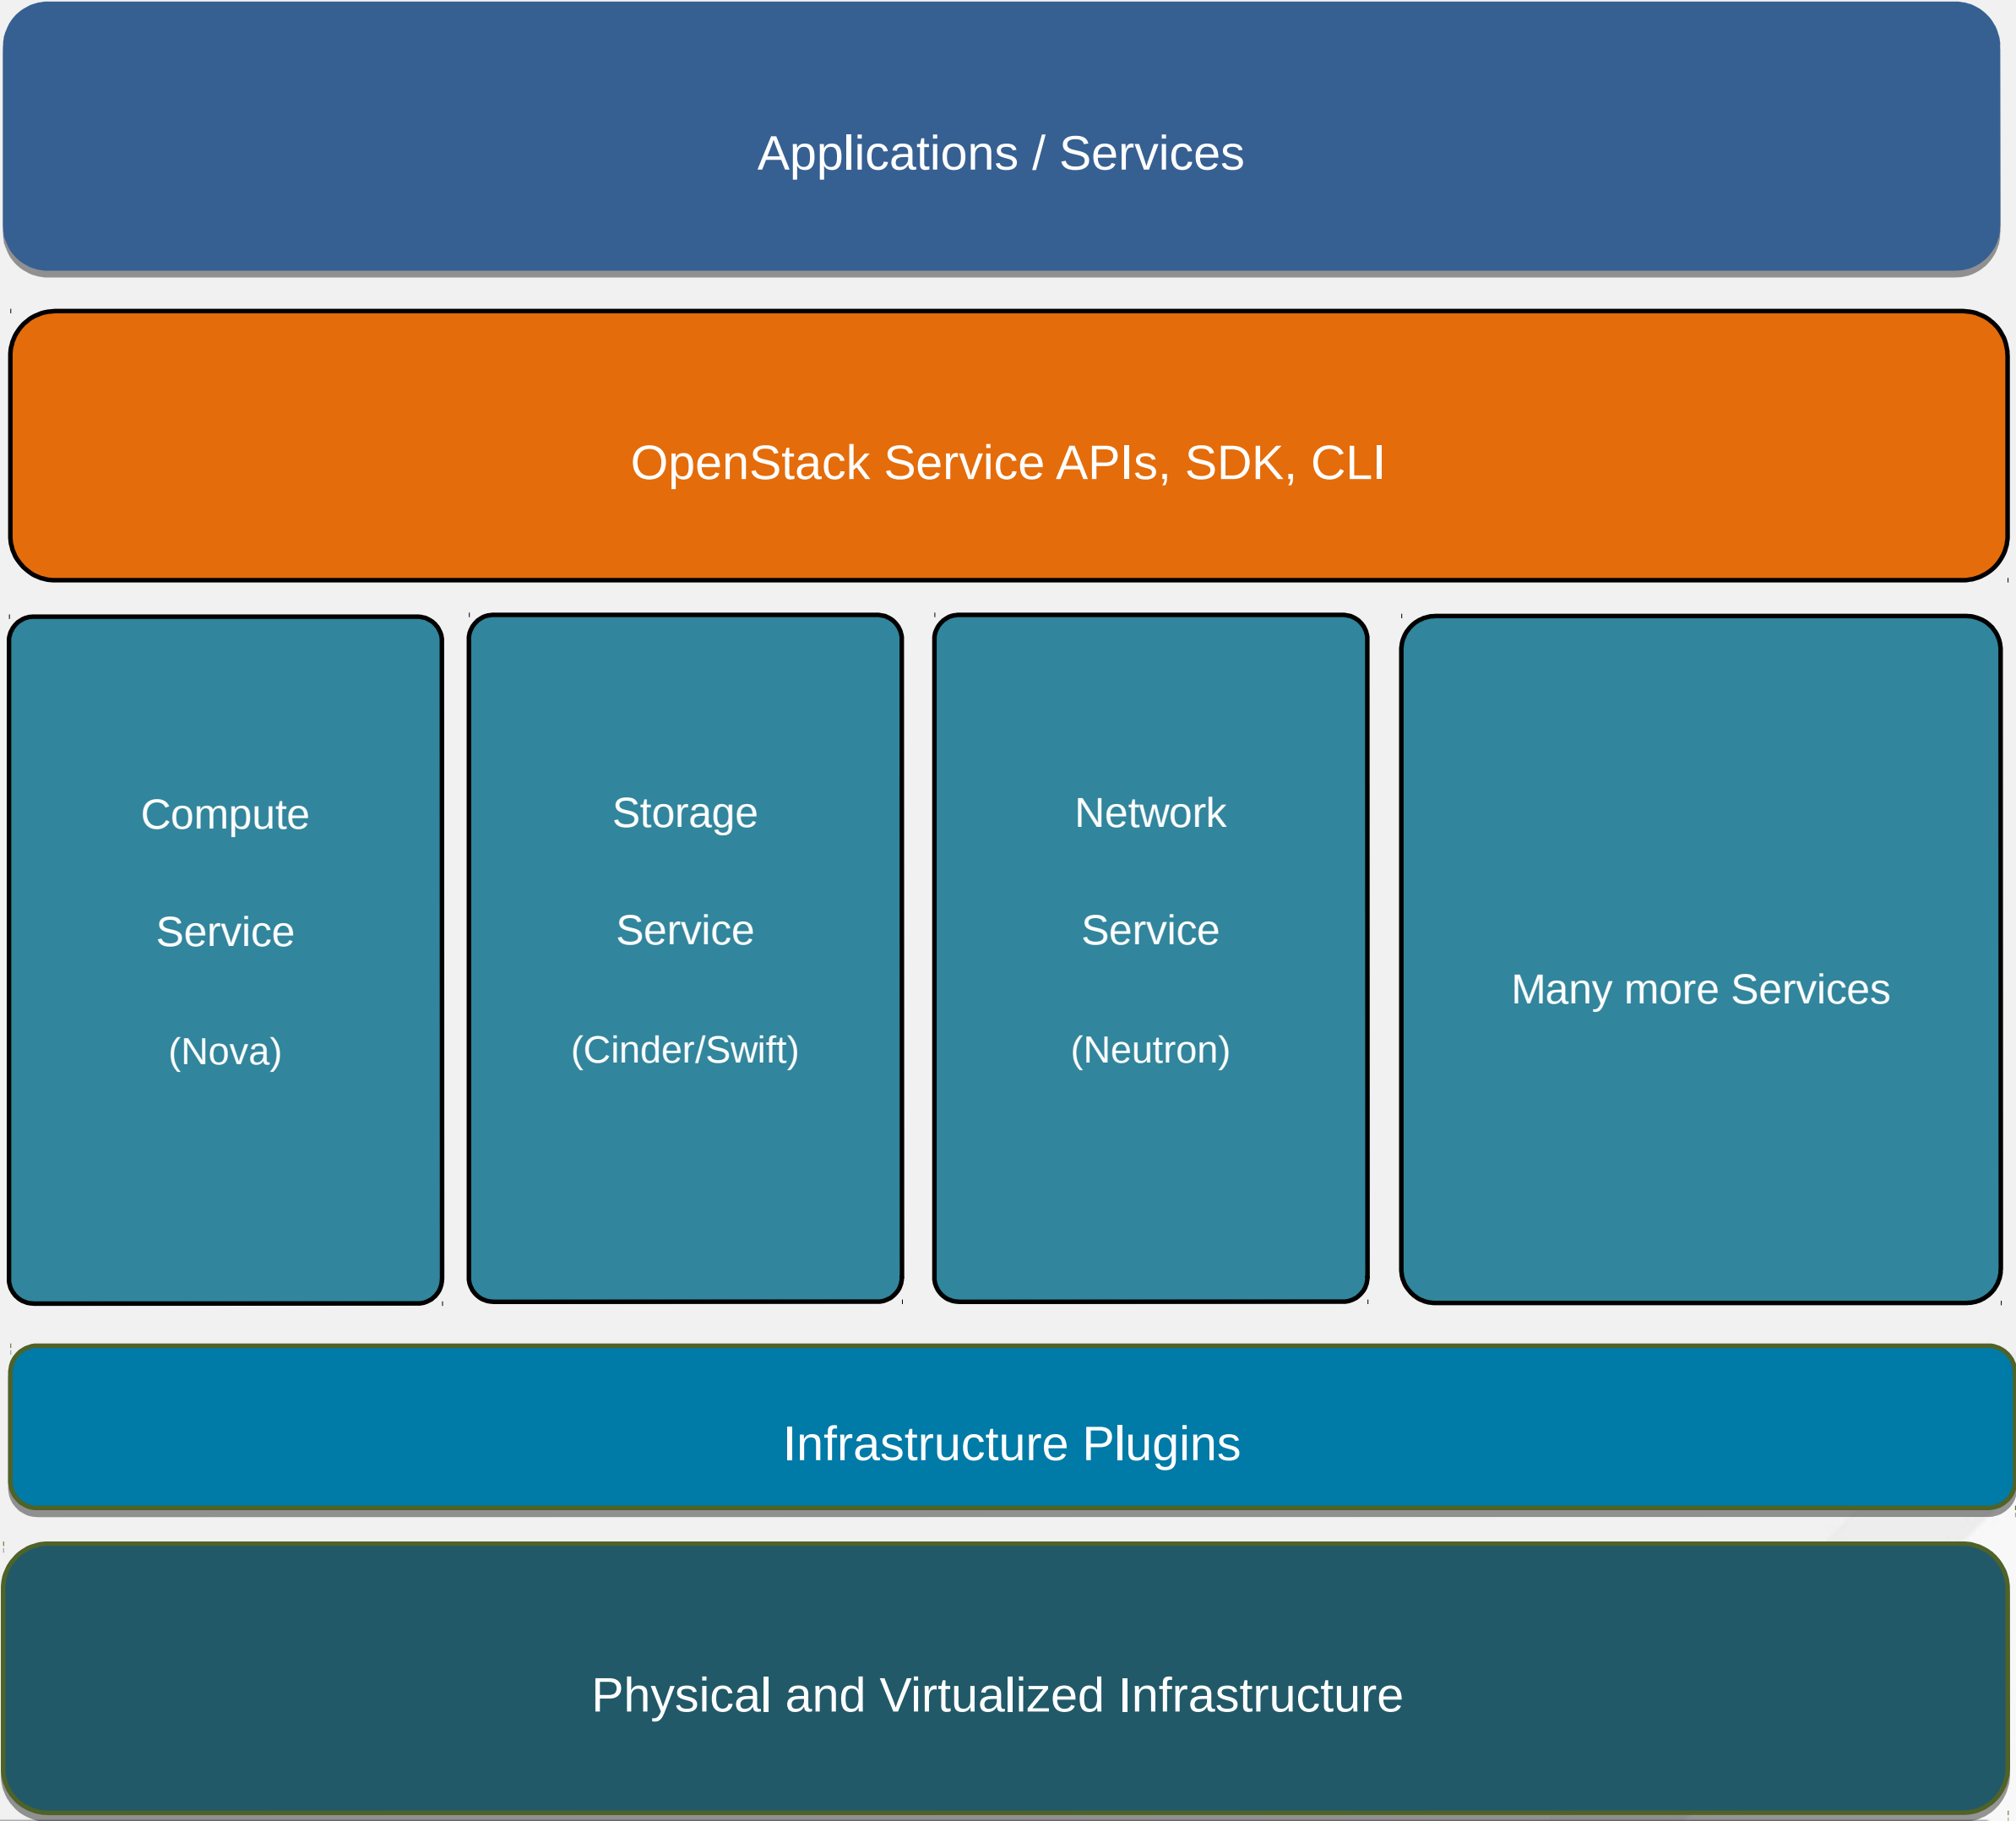 Applications / Services
OpenStack Service APIs, SDK, CLI
Compute
Service
(Nova)
Storage
Service
(Cinder/Swift)
Network
Service
(Neutron)
Many more Services
Infrastructure Plugins
Physical and Virtualized Infrastructure